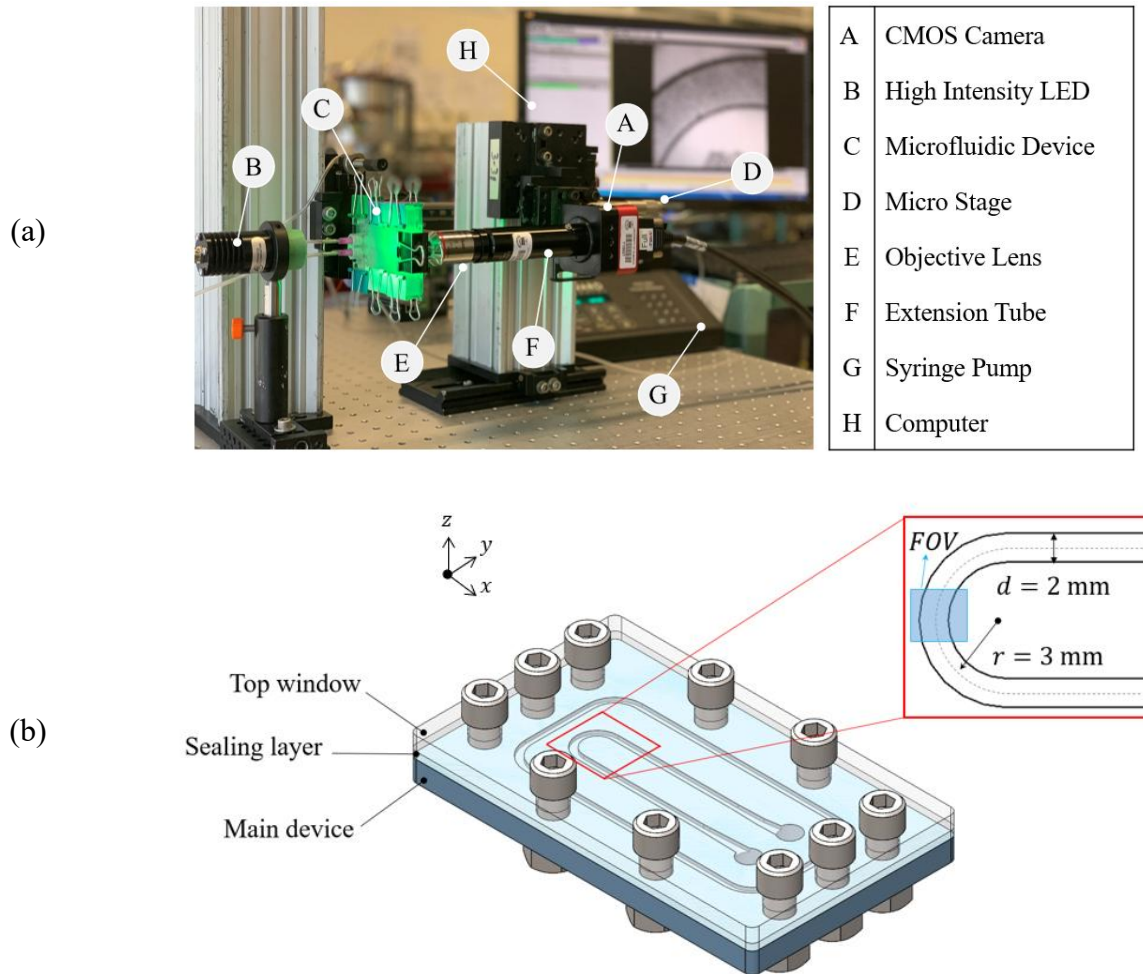 (a)
H
C
A
B
D
E
F
G
Full
A CMOS Camera
B High Intensity LED
C Microfluidic Device
D Micro Stage
E Objective Lens
F Extension Tube
G Syringe Pump
H Computer
(b)
z
y
x
FOV
d = 2 mm
r = 3 mm
Top window
Sealing layer
Main device